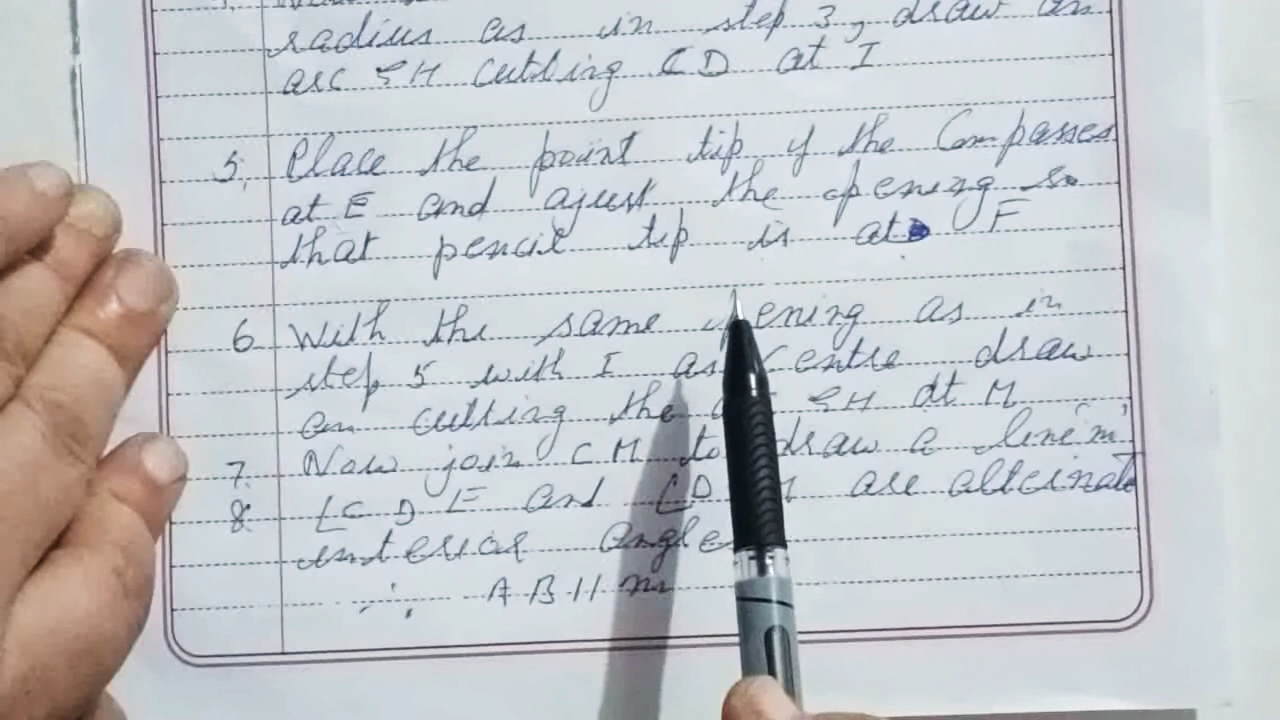 radius as in step 3, draw an
arc GH cutting CD at I
5, Place the point tip of the Compasses
at E and ajust the opening so
that pencil tip is at F
6 With the same opening as in
step 5 with I as Centre draw
an cutting the GH at M
7. Now join CM to draw a line 'm'
8. ∠CDE and are alternate
interior angle
∴ AB || m